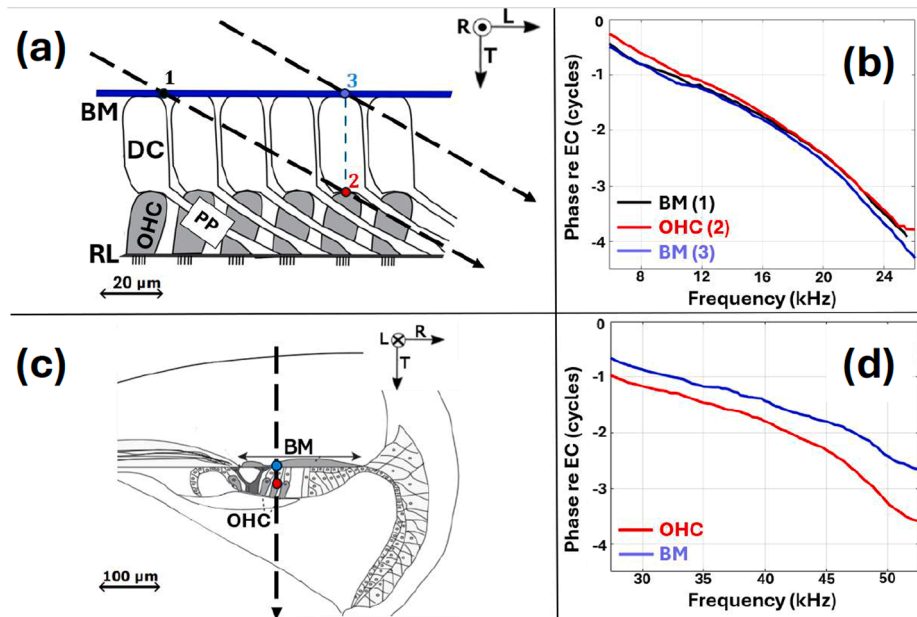 (a)
R
L
T
1
3
BM
DC
2
OHC
PP
RL
20 µm
(b)
0
-1
-2
-3
-4
Phase re EC (cycles)
BM (1)
OHC (2)
BM (3)
8 12 16 20 24
Frequency (kHz)
(c)
L R
T
BM
OHC
100 µm
(d)
0
-1
-2
-3
-4
Phase re EC (cycles)
OHC
BM
30 35 40 45 50
Frequency (kHz)